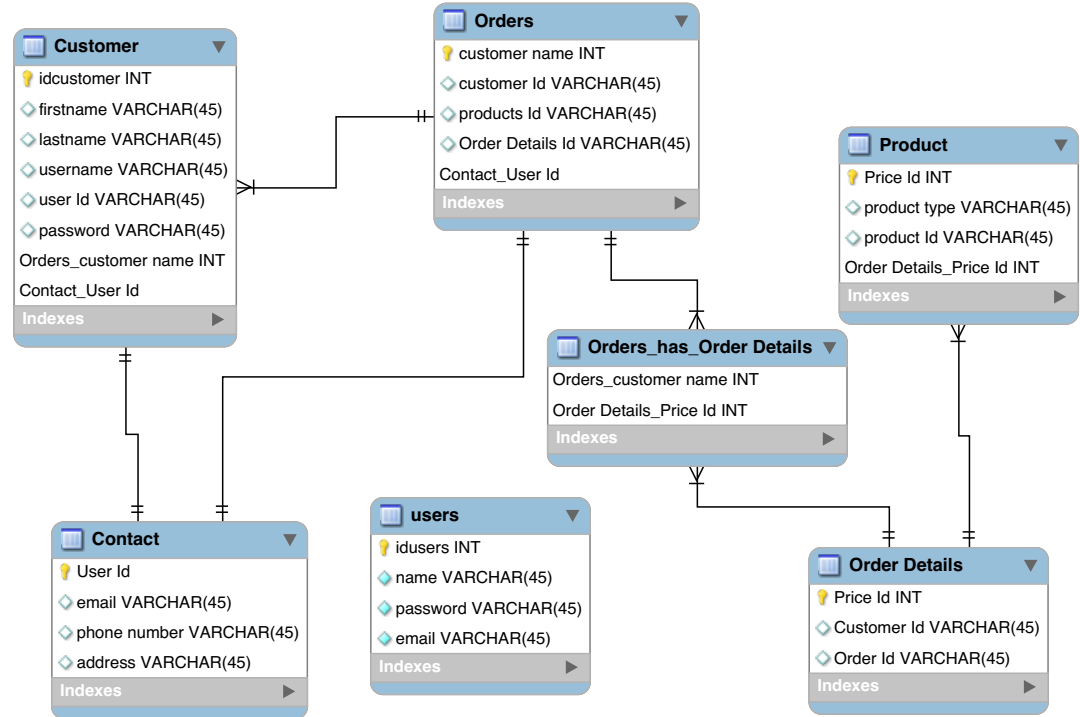 Customer
idcustomer INT
firstname VARCHAR(45)
lastname VARCHAR(45)
username VARCHAR(45)
user Id VARCHAR(45)
password VARCHAR(45)
Orders_customer name INT
Contact_User Id
Indexes
Orders
customer name INT
customer Id VARCHAR(45)
products Id VARCHAR(45)
Order Details Id VARCHAR(45)
Contact_User Id
Indexes
Product
Price Id INT
product type VARCHAR(45)
product Id VARCHAR(45)
Order Details_Price Id INT
Indexes
Orders_has_Order Details
Orders_customer name INT
Order Details_Price Id INT
Indexes
Contact
User Id
email VARCHAR(45)
phone number VARCHAR(45)
address VARCHAR(45)
Indexes
users
idusers INT
name VARCHAR(45)
password VARCHAR(45)
email VARCHAR(45)
Indexes
Order Details
Price Id INT
Customer Id VARCHAR(45)
Order Id VARCHAR(45)
Indexes